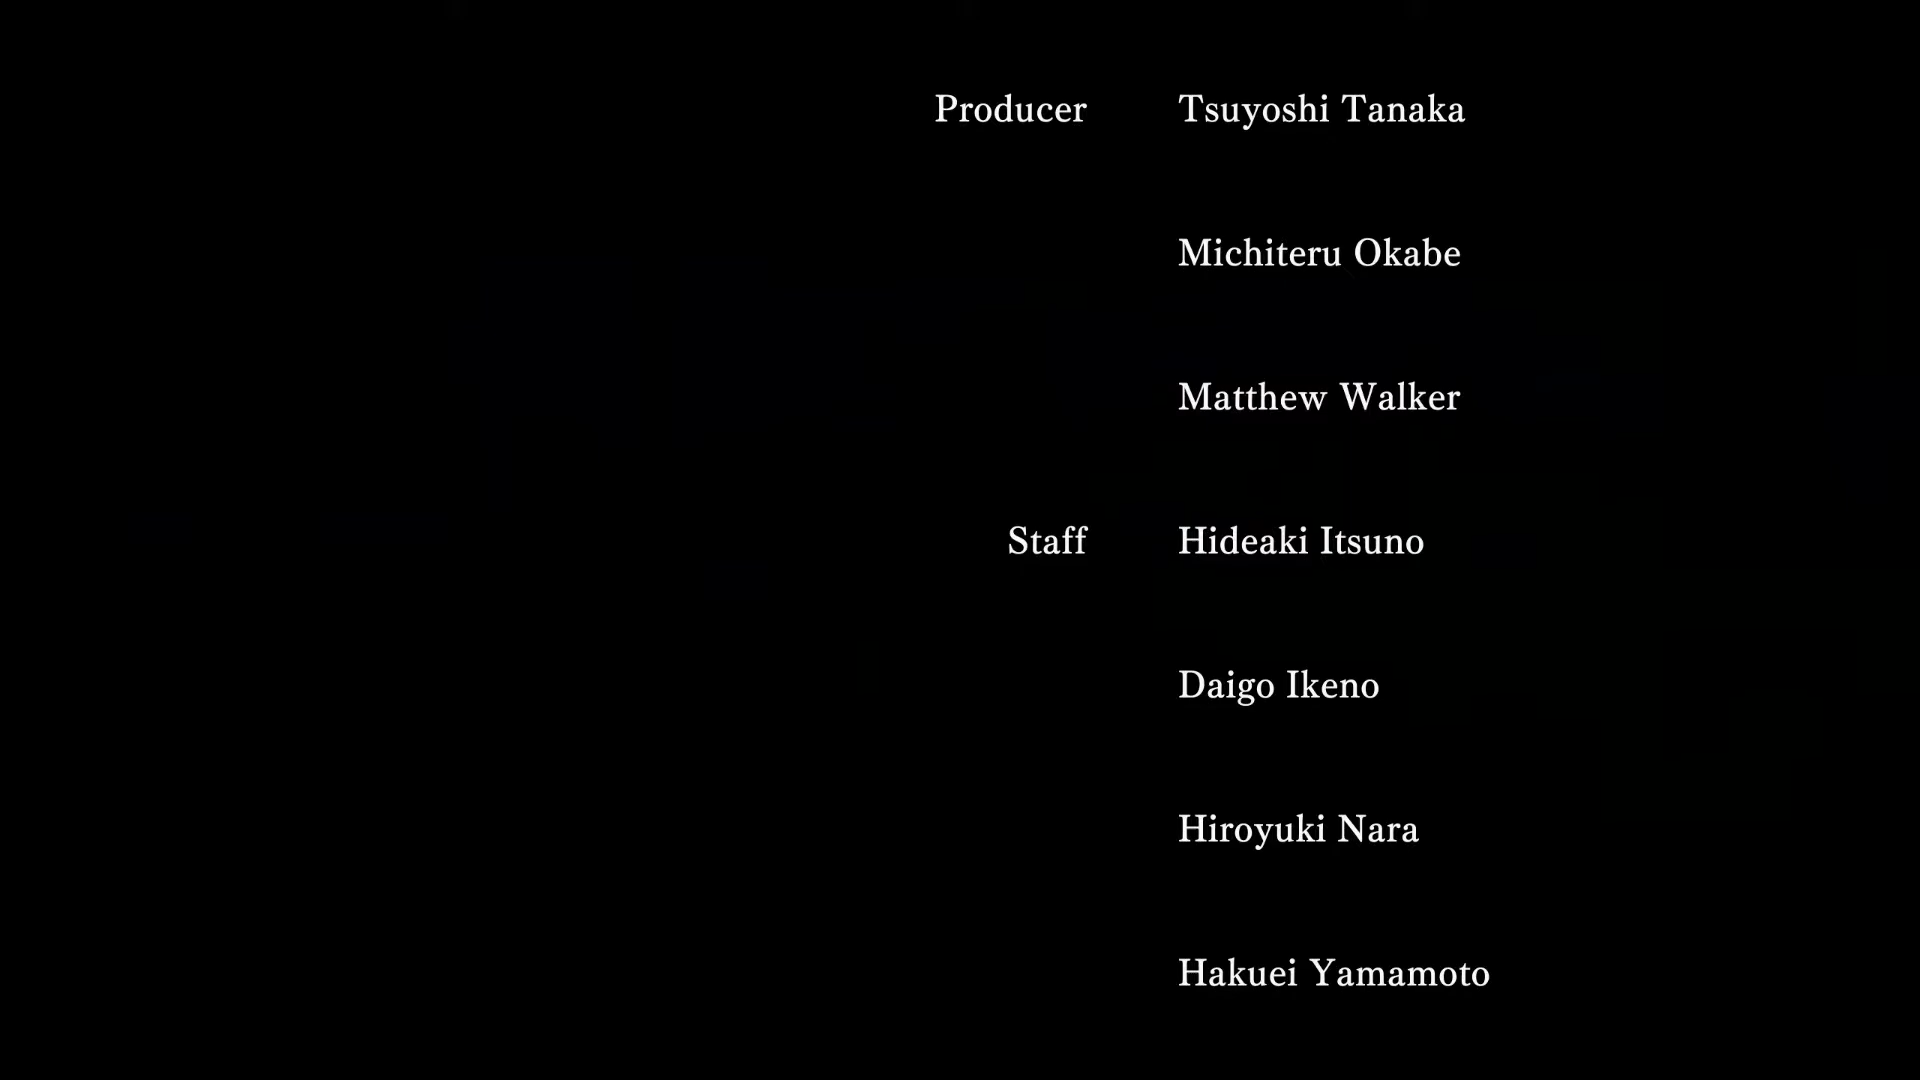 Producer Tsuyoshi Tanaka
Michiteru Okabe
Matthew Walker
Staff Hideaki Itsuno
Daigo Ikeno
Hiroyuki Nara
Hakuei Yamamoto